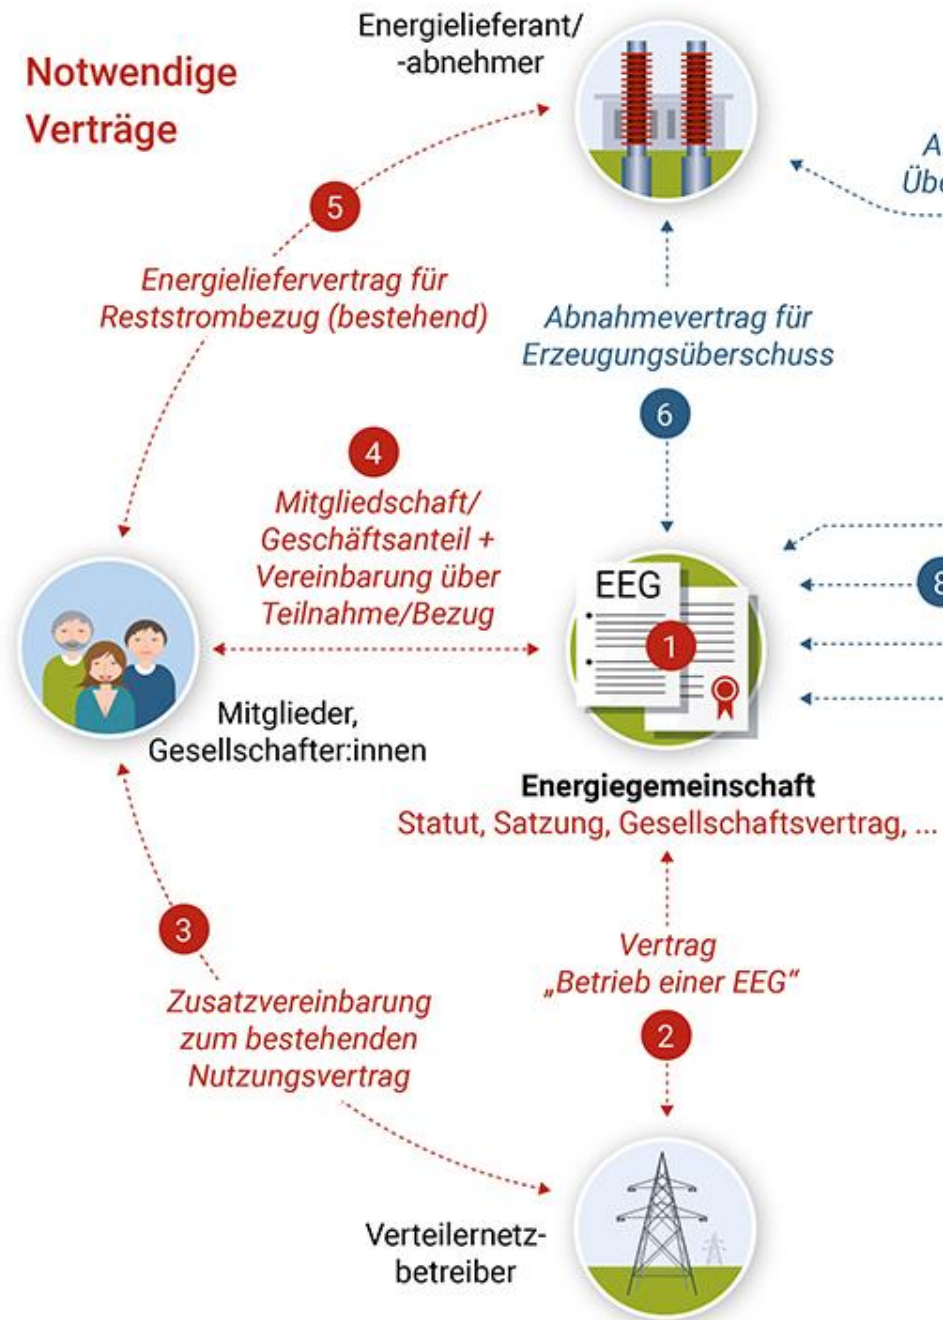 Notwendige
Verträge
Energielieferant/
-abnehmer
5
Energieliefervertrag für
Reststrombezug (bestehend)
Abnahmevertrag für
Erzeugungsüberschuss
6
4
Mitgliedschaft/
Geschäftsanteil +
Vereinbarung über
Teilnahme/Bezug
EEG
1
8
Mitglieder,
Gesellschafter:innen
Energiegemeinschaft
Statut, Satzung, Gesellschaftsvertrag, ...
3
Zusatzvereinbarung
zum bestehenden
Nutzungsvertrag
Vertrag
„Betrieb einer EEG“
2
Verteilernetz-
betreiber